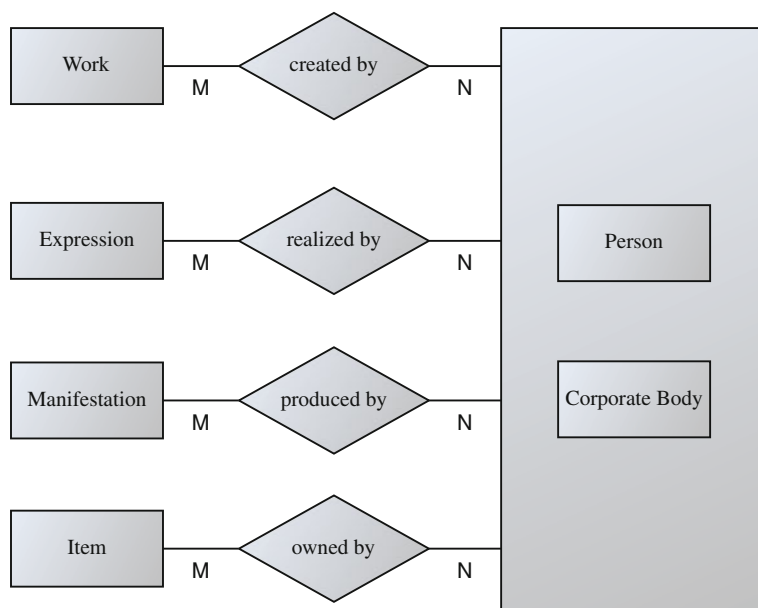 Work
M
created by
N
Expression
M
realized by
N
Person
Manifestation
M
produced by
N
Corporate Body
Item
M
owned by
N